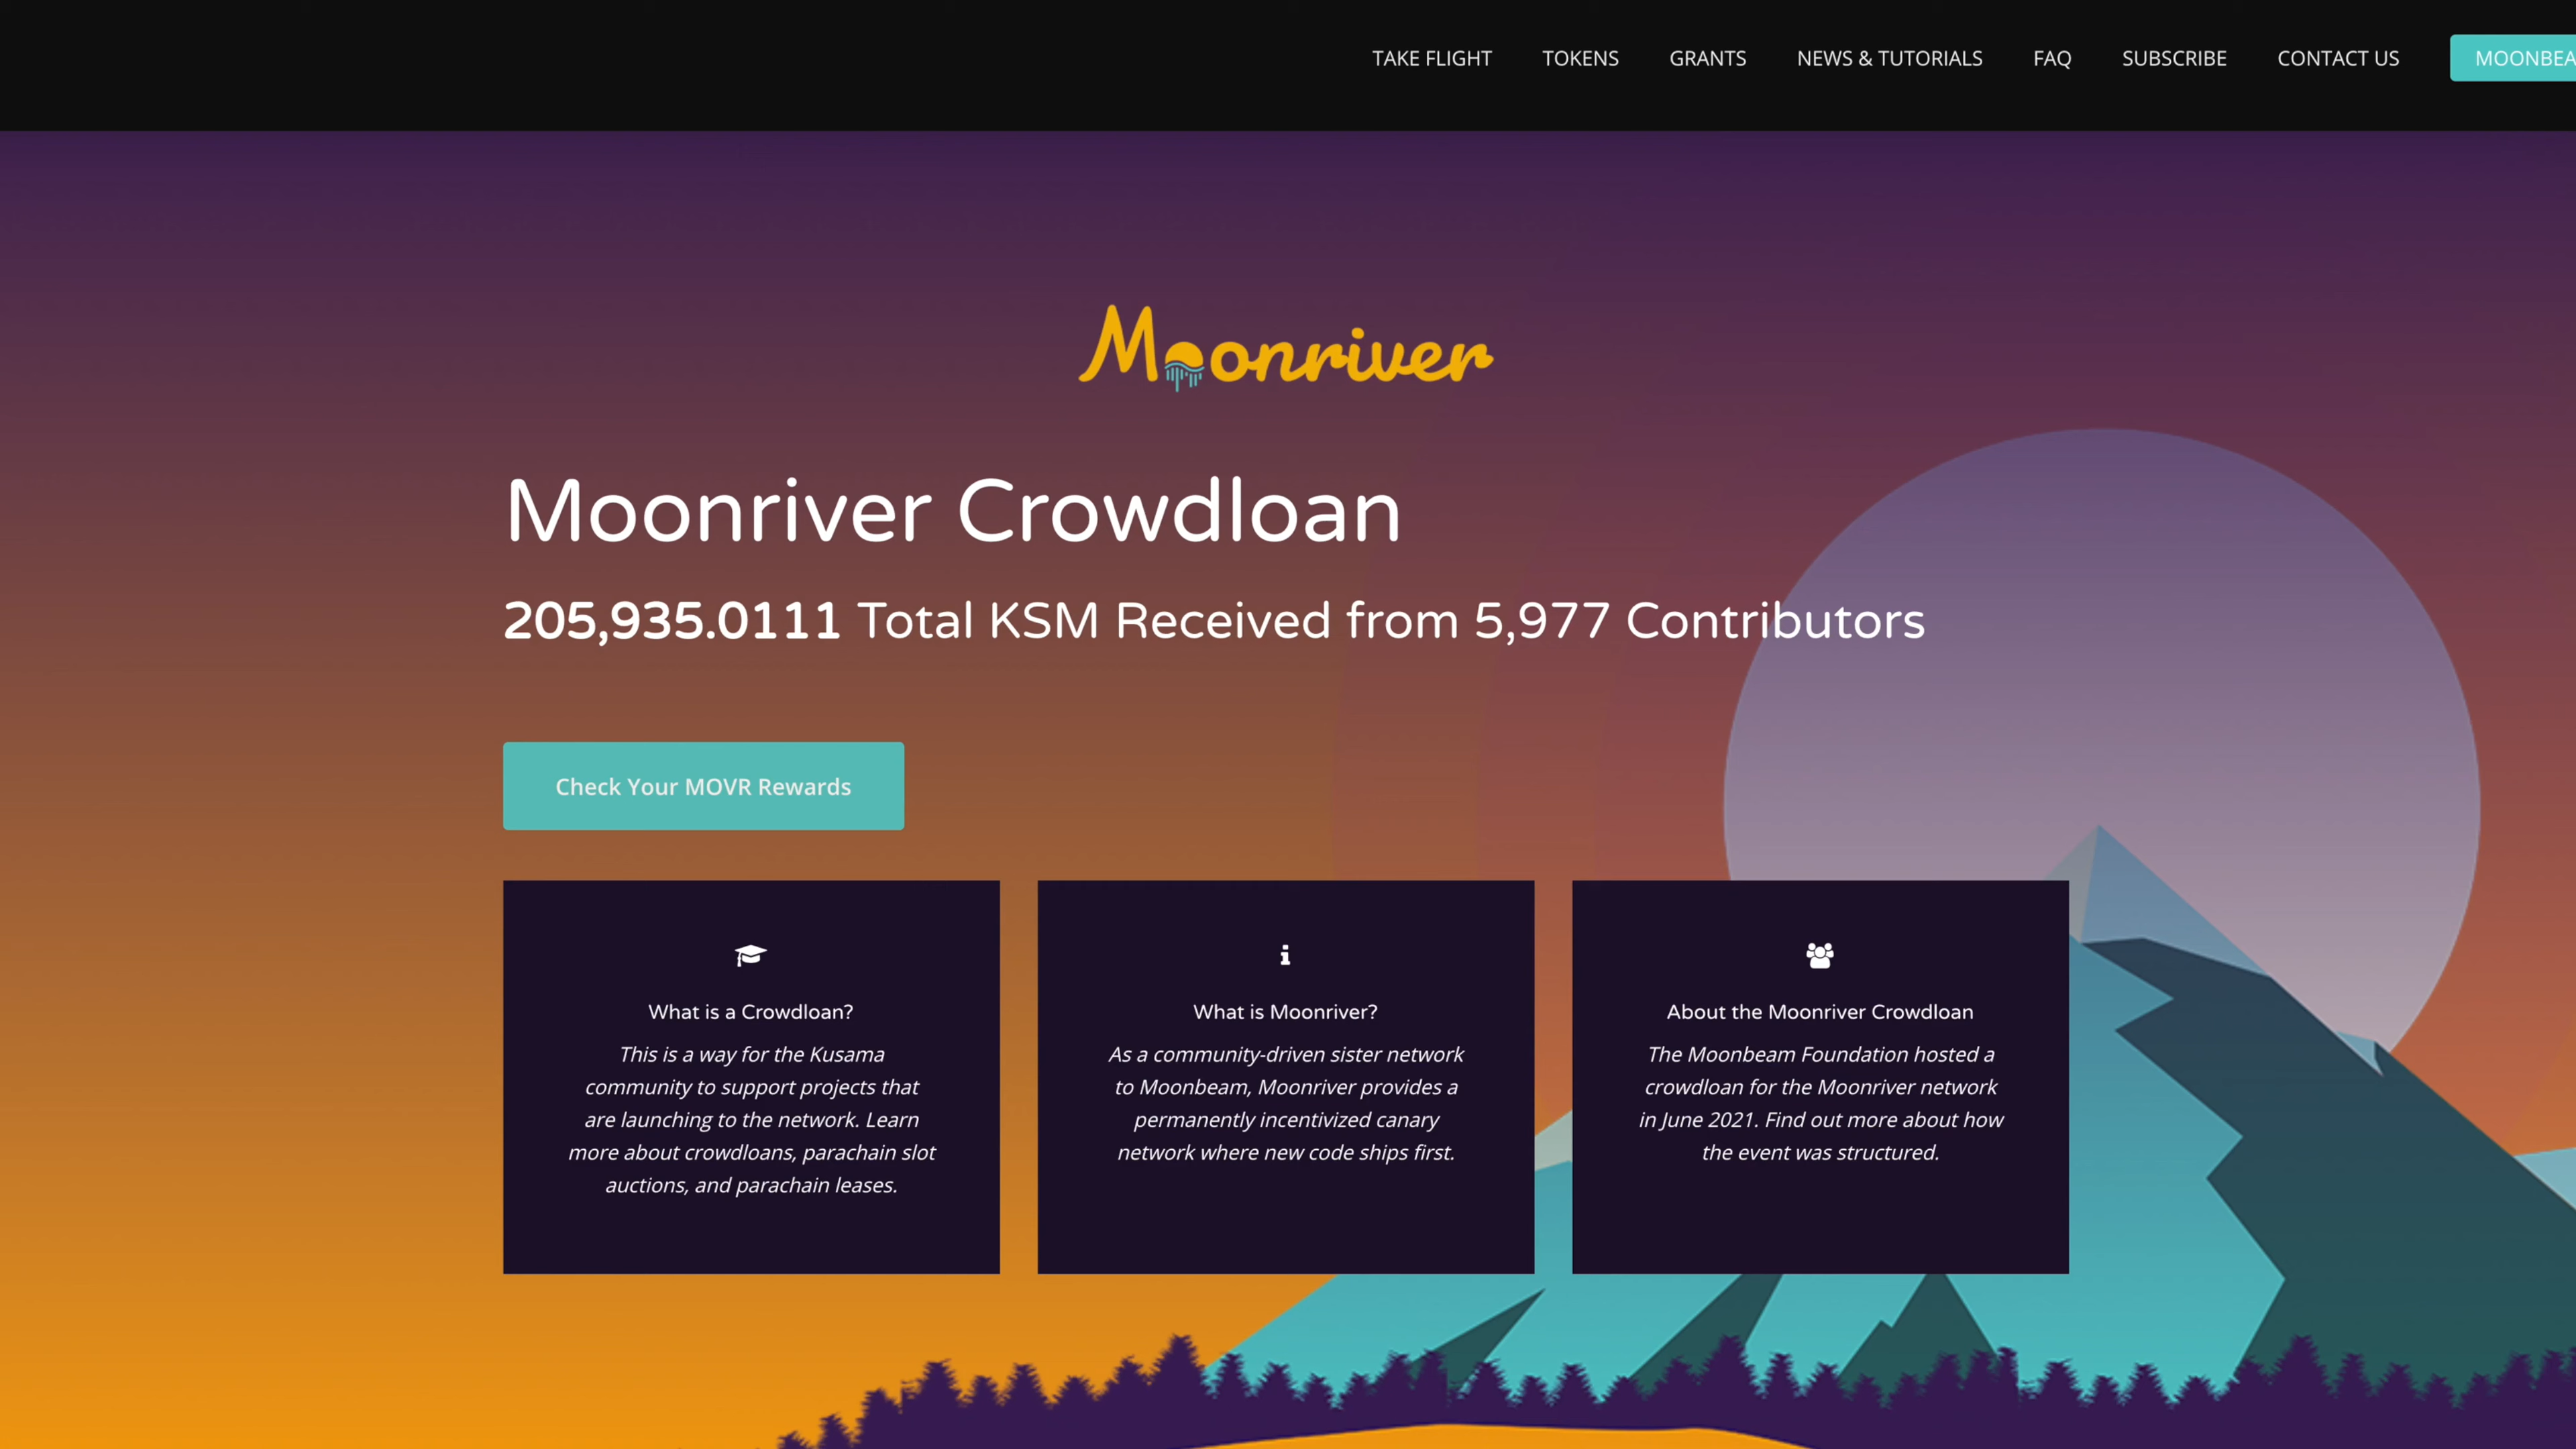 TAKE FLIGHT TOKENS GRANTS NEWS & TUTORIALS FAQ SUBSCRIBE CONTACT US
Moonriver
Moonriver Crowdloan
205,935.0111 Total KSM Received from 5,977 Contributors
Check Your MOVR Rewards
What is a Crowdloan?
This is a way for the Kusama
community to support projects that
are launching to the network. Learn
more about crowdloans, parachain slot
auctions, and parachain leases.
What is Moonriver?
As a community-driven sister network
to Moonbeam, Moonriver provides a
permanently incentivized canary
network where new code ships first.
About the Moonriver Crowdloan
The Moonbeam Foundation hosted a
crowdloan for the Moonriver network
in June 2021. Find out more about how
the event was structured.